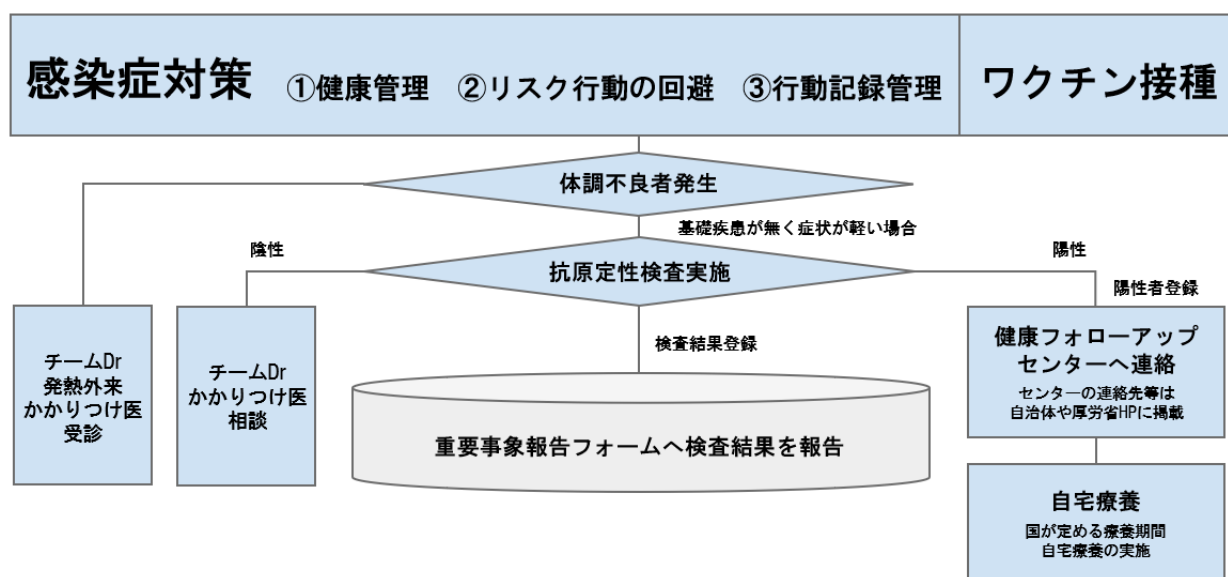 感染症対策 ①健康管理 ②リスク行動の回避 ③行動記録管理 ワクチン接種
体調不良者発生
基礎疾患が無く症状が軽い場合
陰性
抗原定性検査実施
陽性
陽性者登録
チームDr
発熱外来
かかりつけ医
受診
チームDr
かかりつけ医
相談
検査結果登録
重要事象報告フォームへ検査結果を報告
健康フォローアップ
センターへ連絡
センターの連絡先等は
自治体や厚労省HPに掲載
自宅療養
国が定める療養期間
自宅療養の実施